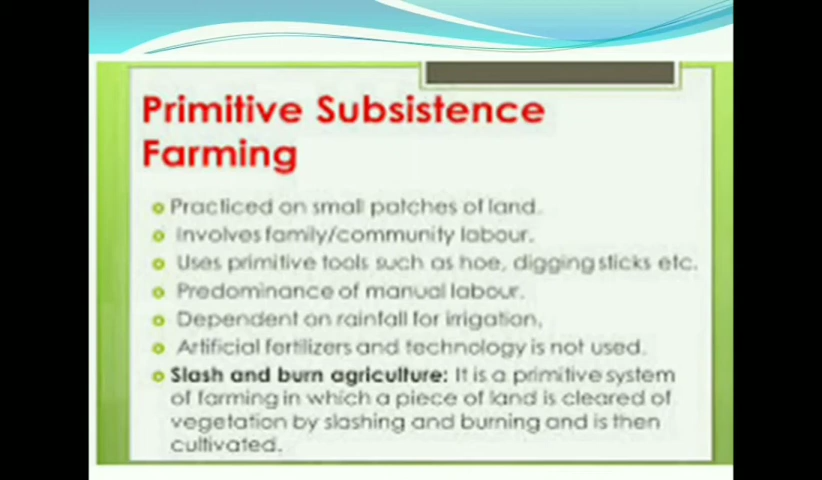 Primitive Subsistence
Farming
Practiced on small patches of land.
Involves family/community labour.
Uses primitive tools such as hoe, digging sticks etc.
Predominance of manual labour.
Dependent on rainfall for irrigation.
Artificial fertilizers and technology is not used.
Slash and burn agriculture: It is a primitive system
of farming in which a piece of land is cleared of
vegetation by slashing and burning and is then
cultivated.